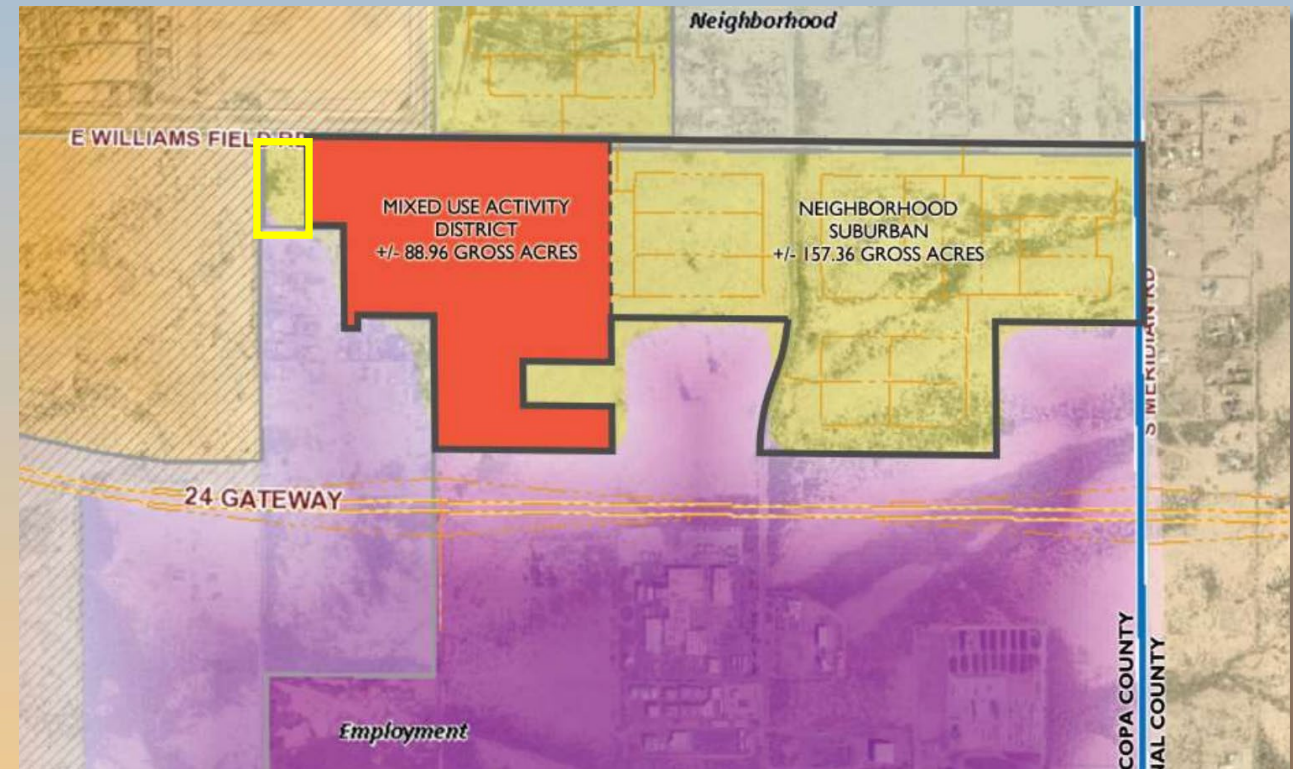 Neighborhood
E WILLIAMS FIELD RD
MIXED USE ACTIVITY
DISTRICT
+/- 88.96 GROSS ACRES
NEIGHBORHOOD
SUBURBAN
+/- 157.36 GROSS ACRES
S MERIDIAN RD
24 GATEWAY
Employment
COPA COUNTY
NAL COUNTY